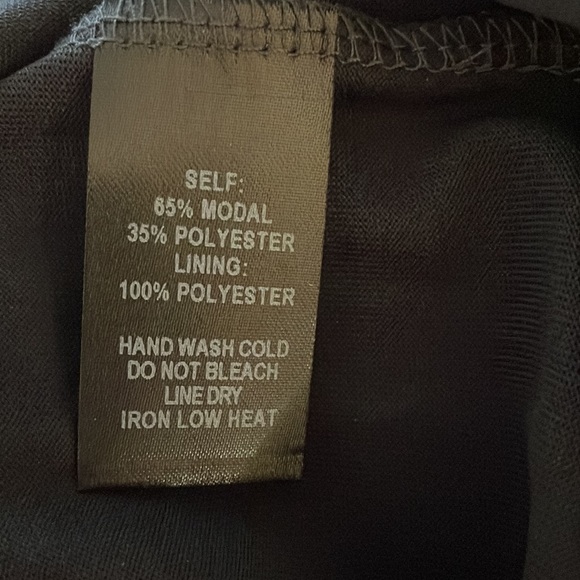 SELF:
65% MODAL
35% POLYESTER
LINING:
100% POLYESTER
HAND WASH COLD
DO NOT BLEACH
LINE DRY
IRON LOW HEAT